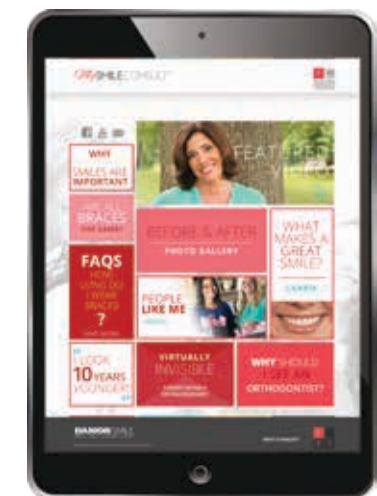 My SMILECONSULT
FEATURED
VIDEO
WHY
SMILES ARE
IMPORTANT
ARE ALL
BRACES
THE SAME?
BEFORE & AFTER
PHOTO GALLERY
WHAT
MAKES A
GREAT
SMILE?
FAQS
HOW
LONG DO
I WEAR
BRACES
?
PEOPLE
LIKE ME
I LOOK
10 YEARS
YOUNGER!
VIRTUALLY
INVISIBLE
WHY SHOULD
I SEE AN
ORTHODONTIST?
DAMON SMILE